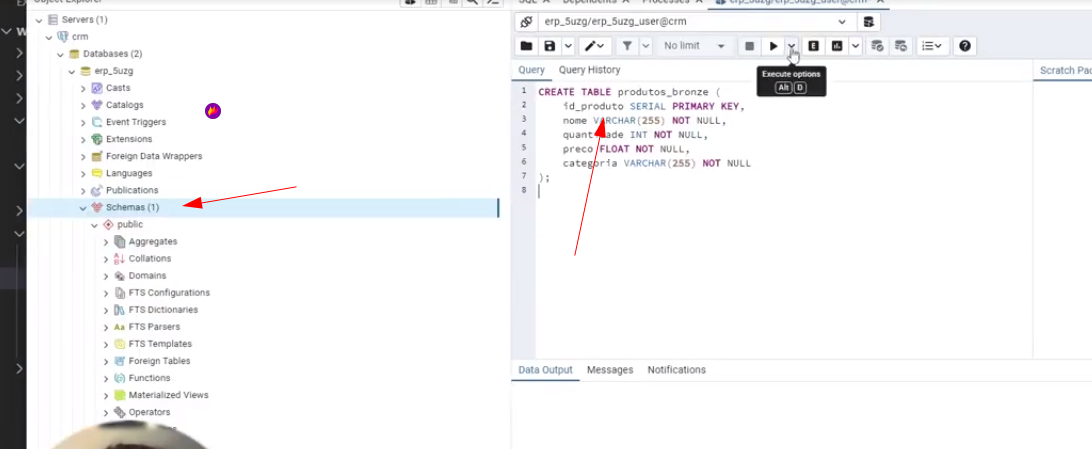 Object Explorer
SQL
Dependents
Processes
erp_5uzg/erp_5uzg_user@crm
Servers (1)
crm
Databases (2)
erp_5uzg
Casts
Catalogs
Event Triggers
Extensions
Foreign Data Wrappers
Languages
Publications
Schemas (1)
public
Aggregates
Collations
Domains
FTS Configurations
FTS Dictionaries
FTS Parsers
FTS Templates
Foreign Tables
Functions
Materialized Views
Operators
erp_5uzg/erp_5uzg_user@crm
No limit
E
Query
Query History
Scratch Pad
Execute options
Alt D
1 CREATE TABLE produtos_bronze (
2 id_produto SERIAL PRIMARY KEY,
3 nome VARCHAR(255) NOT NULL,
4 quantidade INT NOT NULL,
5 preco FLOAT NOT NULL,
6 categoria VARCHAR(255) NOT NULL
7 );
8
Data Output
Messages
Notifications